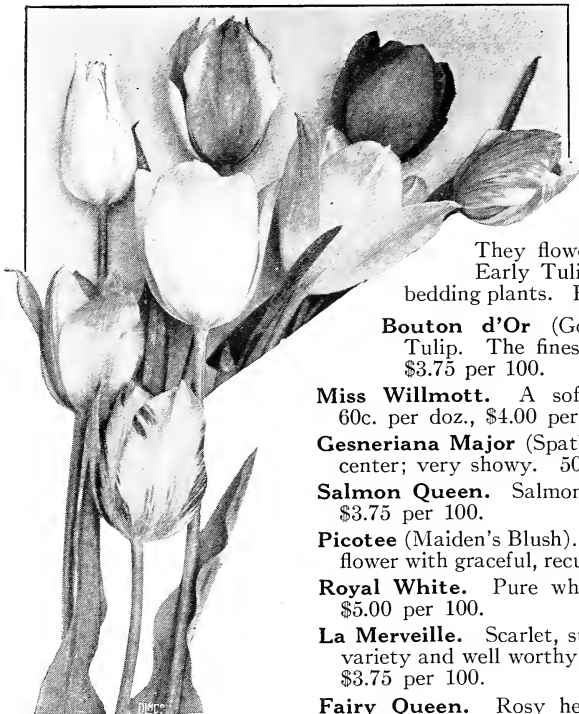 They flow
Early Tuli
bedding plants.
Bouton d'Or (Go
Tulip. The fines
$3.75 per 100.
Miss Willmott. A sof
60c. per doz., $4.00 per
Gesneriana Major (Spat
center; very showy. 50
Salmon Queen. Salmon
$3.75 per 100.
Picotee (Maiden's Blush).
flower with graceful, recu
Royal White. Pure wh
$5.00 per 100.
La Merveille. Scarlet, s
variety and well worthy
$3.75 per 100.
Fairy Queen. Rosy he